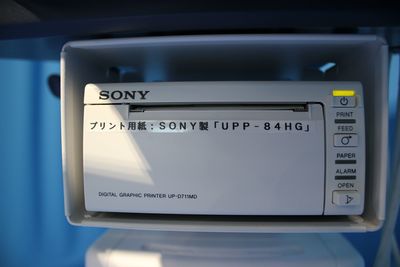 SONY
プリント用紙：SONY製「UPP-84HG」
PRINT
FEED
PAPER
ALARM
OPEN
DIGITAL GRAPHIC PRINTER UP-D711MD